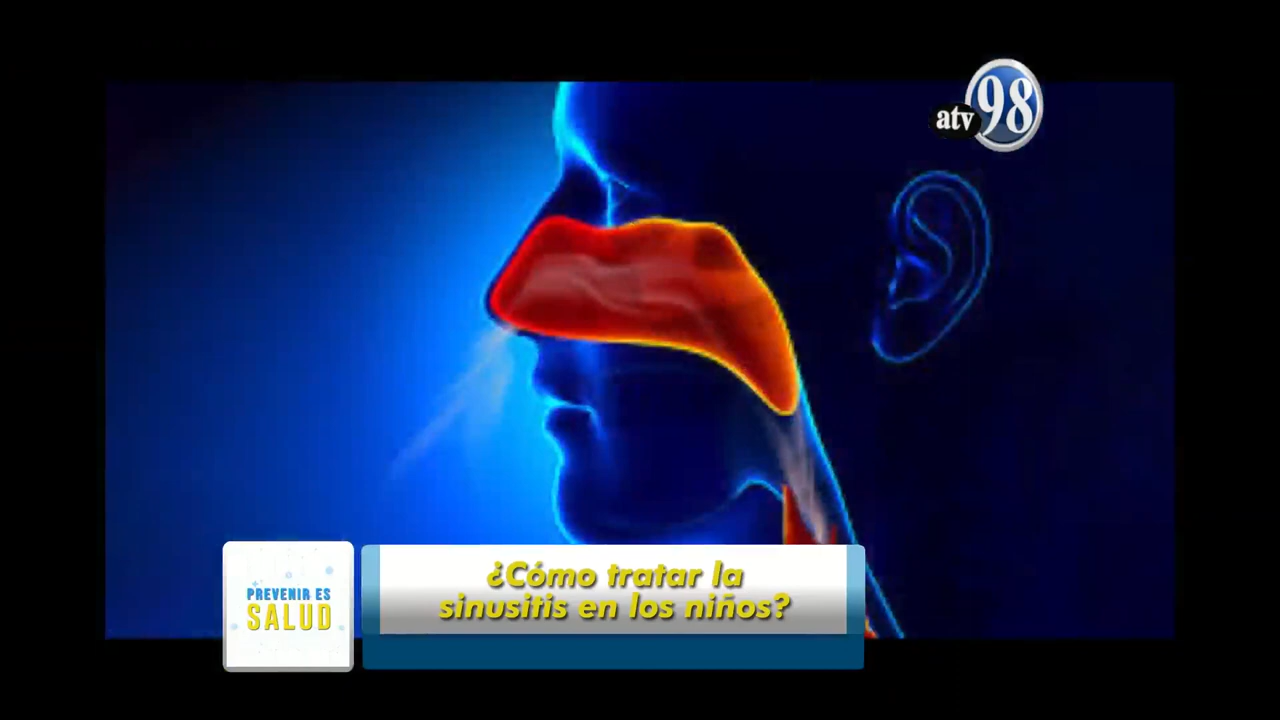 atv 98
¿Cómo tratar la
sinusitis en los niños?
PREVENIR ES
SALUD